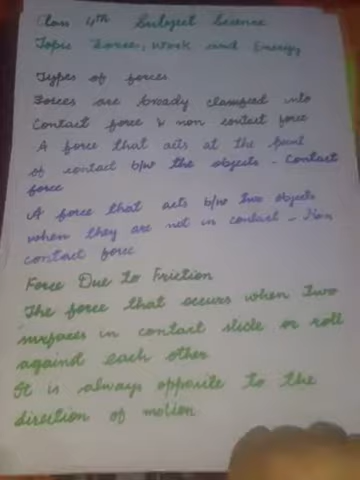 Class 4th Subject Science
Topic Force, Work and Energy
Types of forces
Forces are broady classified into
Contact force & non contact force
A force that acts at the point
of contact b/w the objects - Contact
force
A force that acts b/w two objects
when they are not in contact - Non
contact force
Force Due to Friction
The force that occurs when Two
surfaces in contact slide or roll
against each other
It is always opposite to the
direction of motion